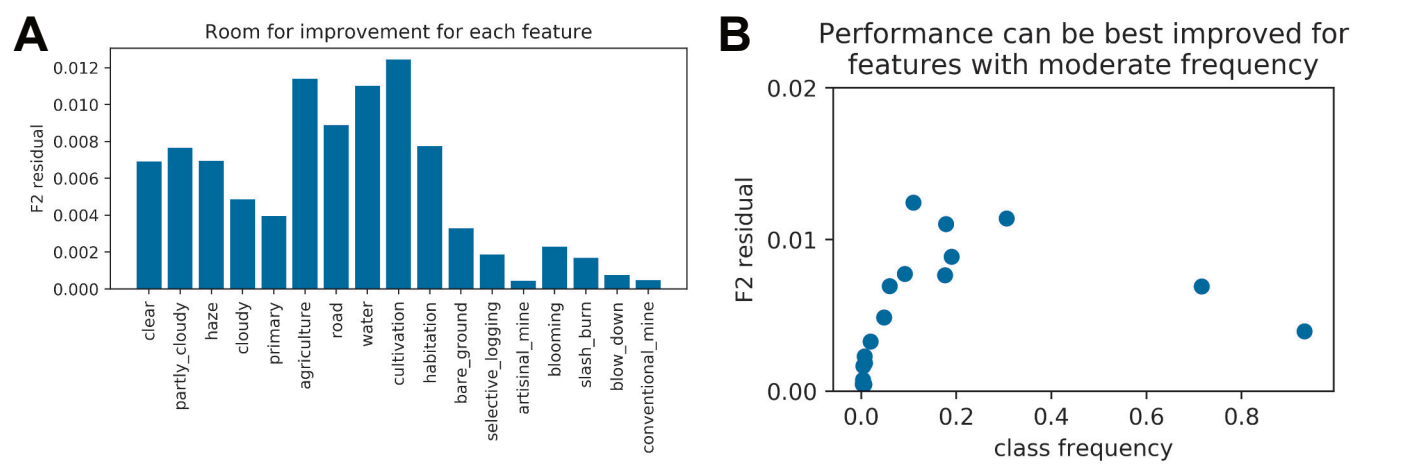 A
Room for improvement for each feature
F2 residual
0.012
0.010
0.008
0.006
0.004
0.002
0.000
clear
partly_cloudy
haze
cloudy
primary
agriculture
road
water
cultivation
habitation
bare_ground
selective_logging
artisinal_mine
blooming
slash_burn
blow_down
conventional_mine
B
Performance can be best improved for
features with moderate frequency
F2 residual
0.02
0.01
0.00
0.0 0.2 0.4 0.6 0.8
class frequency